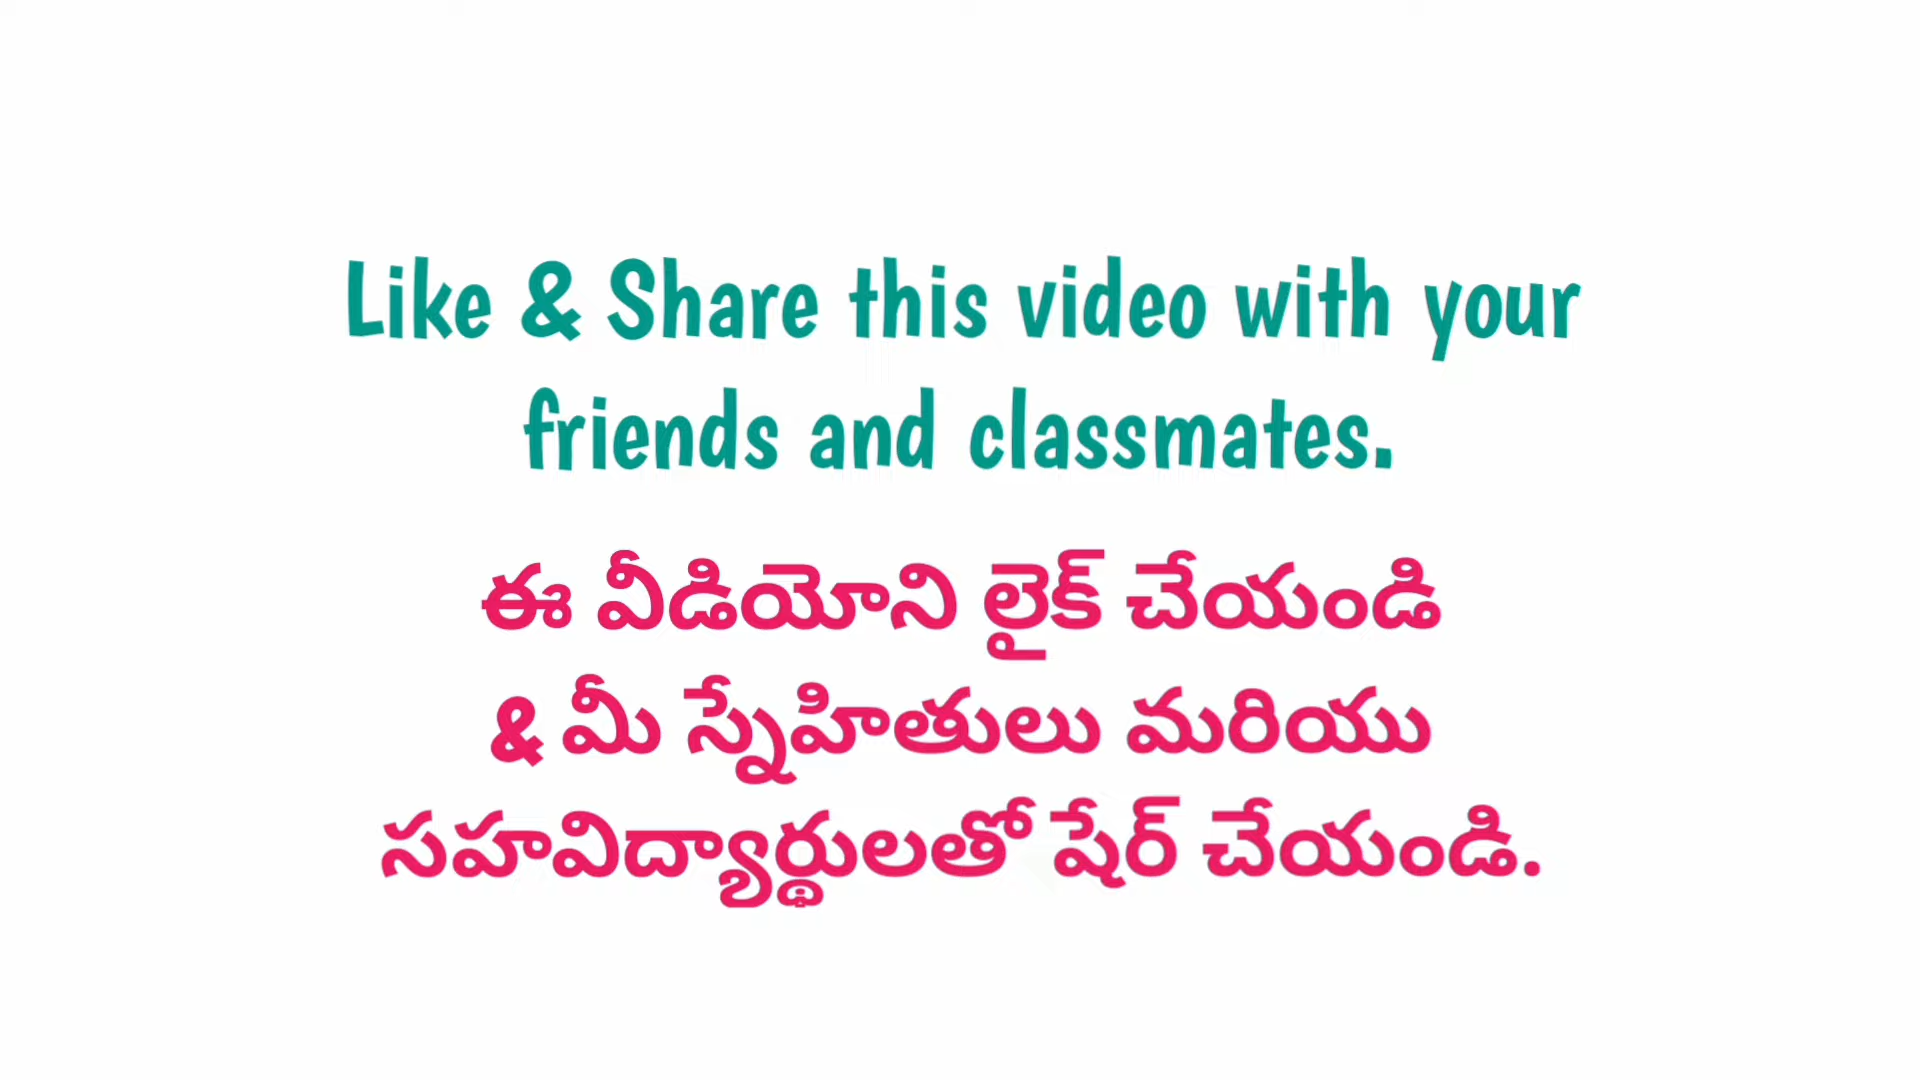 Like & Share this video with your
friends and classmates.
ఈ వీడియోని లైక్ చేయండి
& మీ స్నేహితులు మరియు
సహవిద్యార్థులతో షేర్ చేయండి.